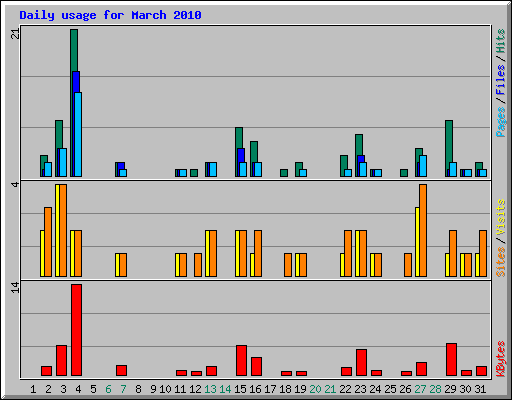 Daily usage for March 2010
21
Pages / Files / Hits
4
Sites / Visits
14
KBytes
1 2 3 4 5 6 7 8 9 10 11 12 13 14 15 16 17 18 19 20 21 22 23 24 25 26 27 28 29 30 31